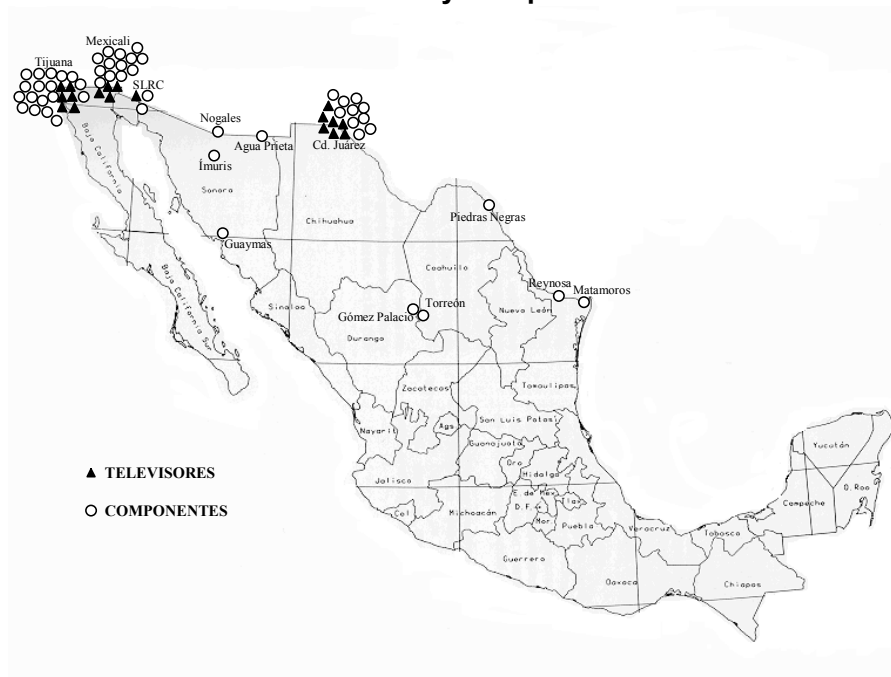 Mexicali
Tijuana
SLRC
Nogales
Agua Prieta
Cd. Juárez
Ímuris
Baja California
Sonora
Chihuahua
Piedras Negras
Guaymas
Coahuila
Baja California Sur
Reynosa
Matamoros
Sinaloa
Torreón
Gómez Palacio
Nuevo León
Durango
Zacatecas
Tamaulipas
Nayarit
Ags
San Luis Potosí
Guanajuato
Yucatán
Qro
Hidalgo
TELEVISORES
Jalisco
Q.Roo
E. de Mex
Tlax
Campeche
COMPONENTES
Col
Michoacán
D.F.
Mor
Puebla
Veracruz
Tabasco
Guerrero
Oaxaca
Chiapas